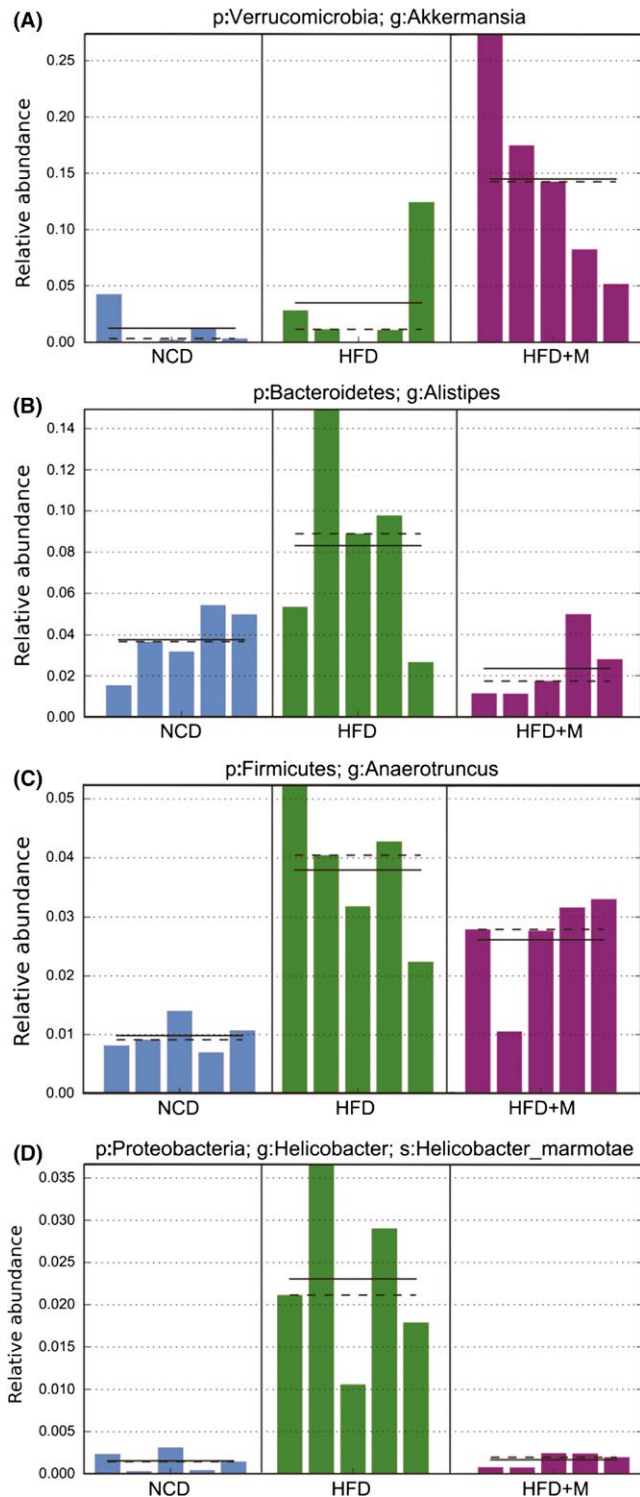 (A)
p:Verrucomicrobia; g:Akkermansia
Relative abundance
0.25
0.20
0.15
0.10
0.05
0.00
NCD
HFD
HFD+M
(B)
p:Bacteroidetes; g:Alistipes
Relative abundance
0.14
0.12
0.10
0.08
0.06
0.04
0.02
0.00
NCD
HFD
HFD+M
(C)
p:Firmicutes; g:Anaerotruncus
Relative abundance
0.05
0.04
0.03
0.02
0.01
0.00
NCD
HFD
HFD+M
(D)
p:Proteobacteria; g:Helicobacter; s:Helicobacter_marmotae
Relative abundance
0.035
0.030
0.025
0.020
0.015
0.010
0.005
0.000
NCD
HFD
HFD+M